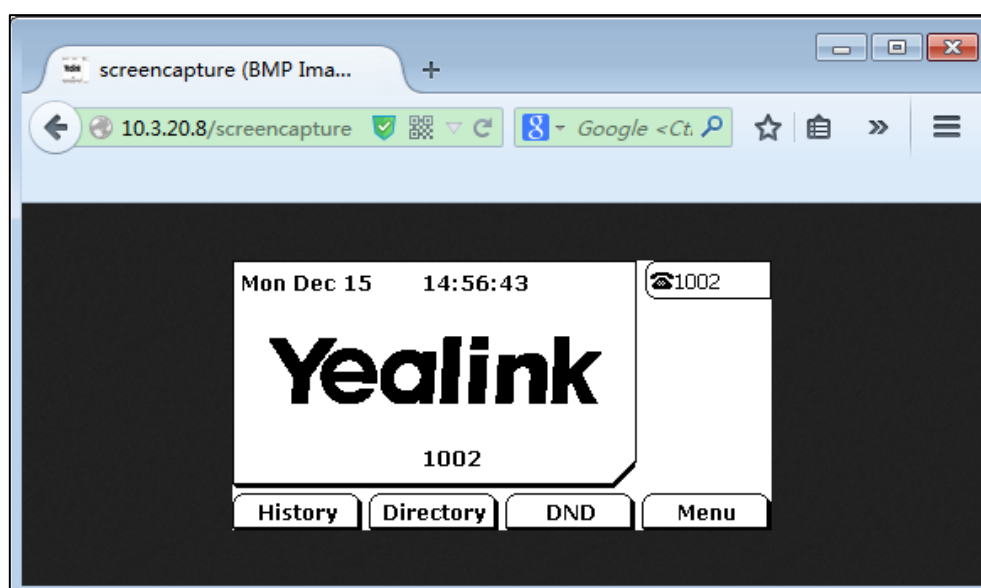 screencapture (BMP Ima...
10.3.20.8/screencapture
8 Google <Ct.
Mon Dec 15 14:56:43
1002
Yealink
1002
History Directory DND Menu